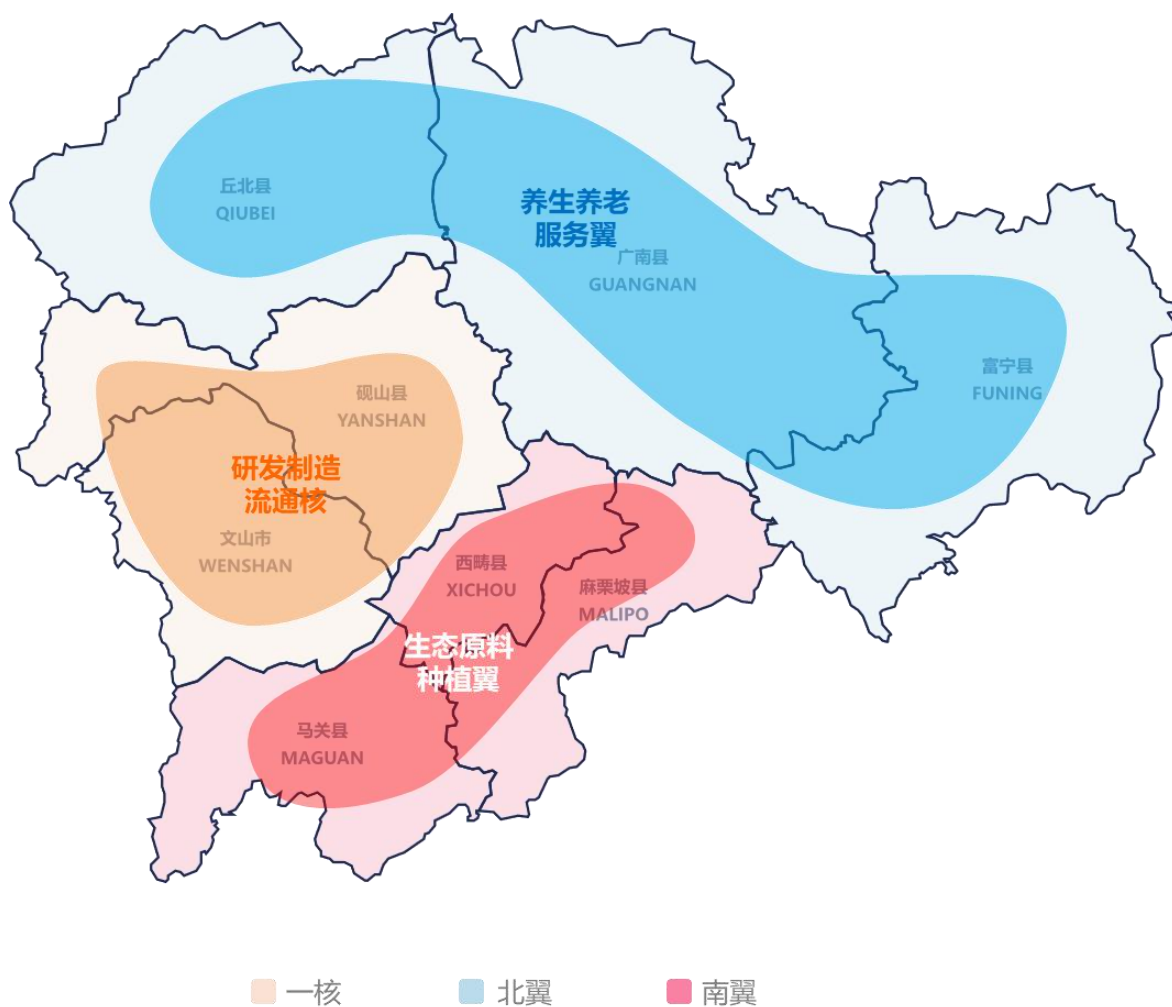 丘北县
QIUBEI
养生养老
服务翼
广南县
GUANGNAN
富宁县
FUNING
砚山县
YANSHAN
研发制造
流通核
文山市
WENSHAN
西畴县
XICHOU
麻栗坡县
MALIPO
生态原料
种植翼
马关县
MAGUAN
一核
北翼
南翼